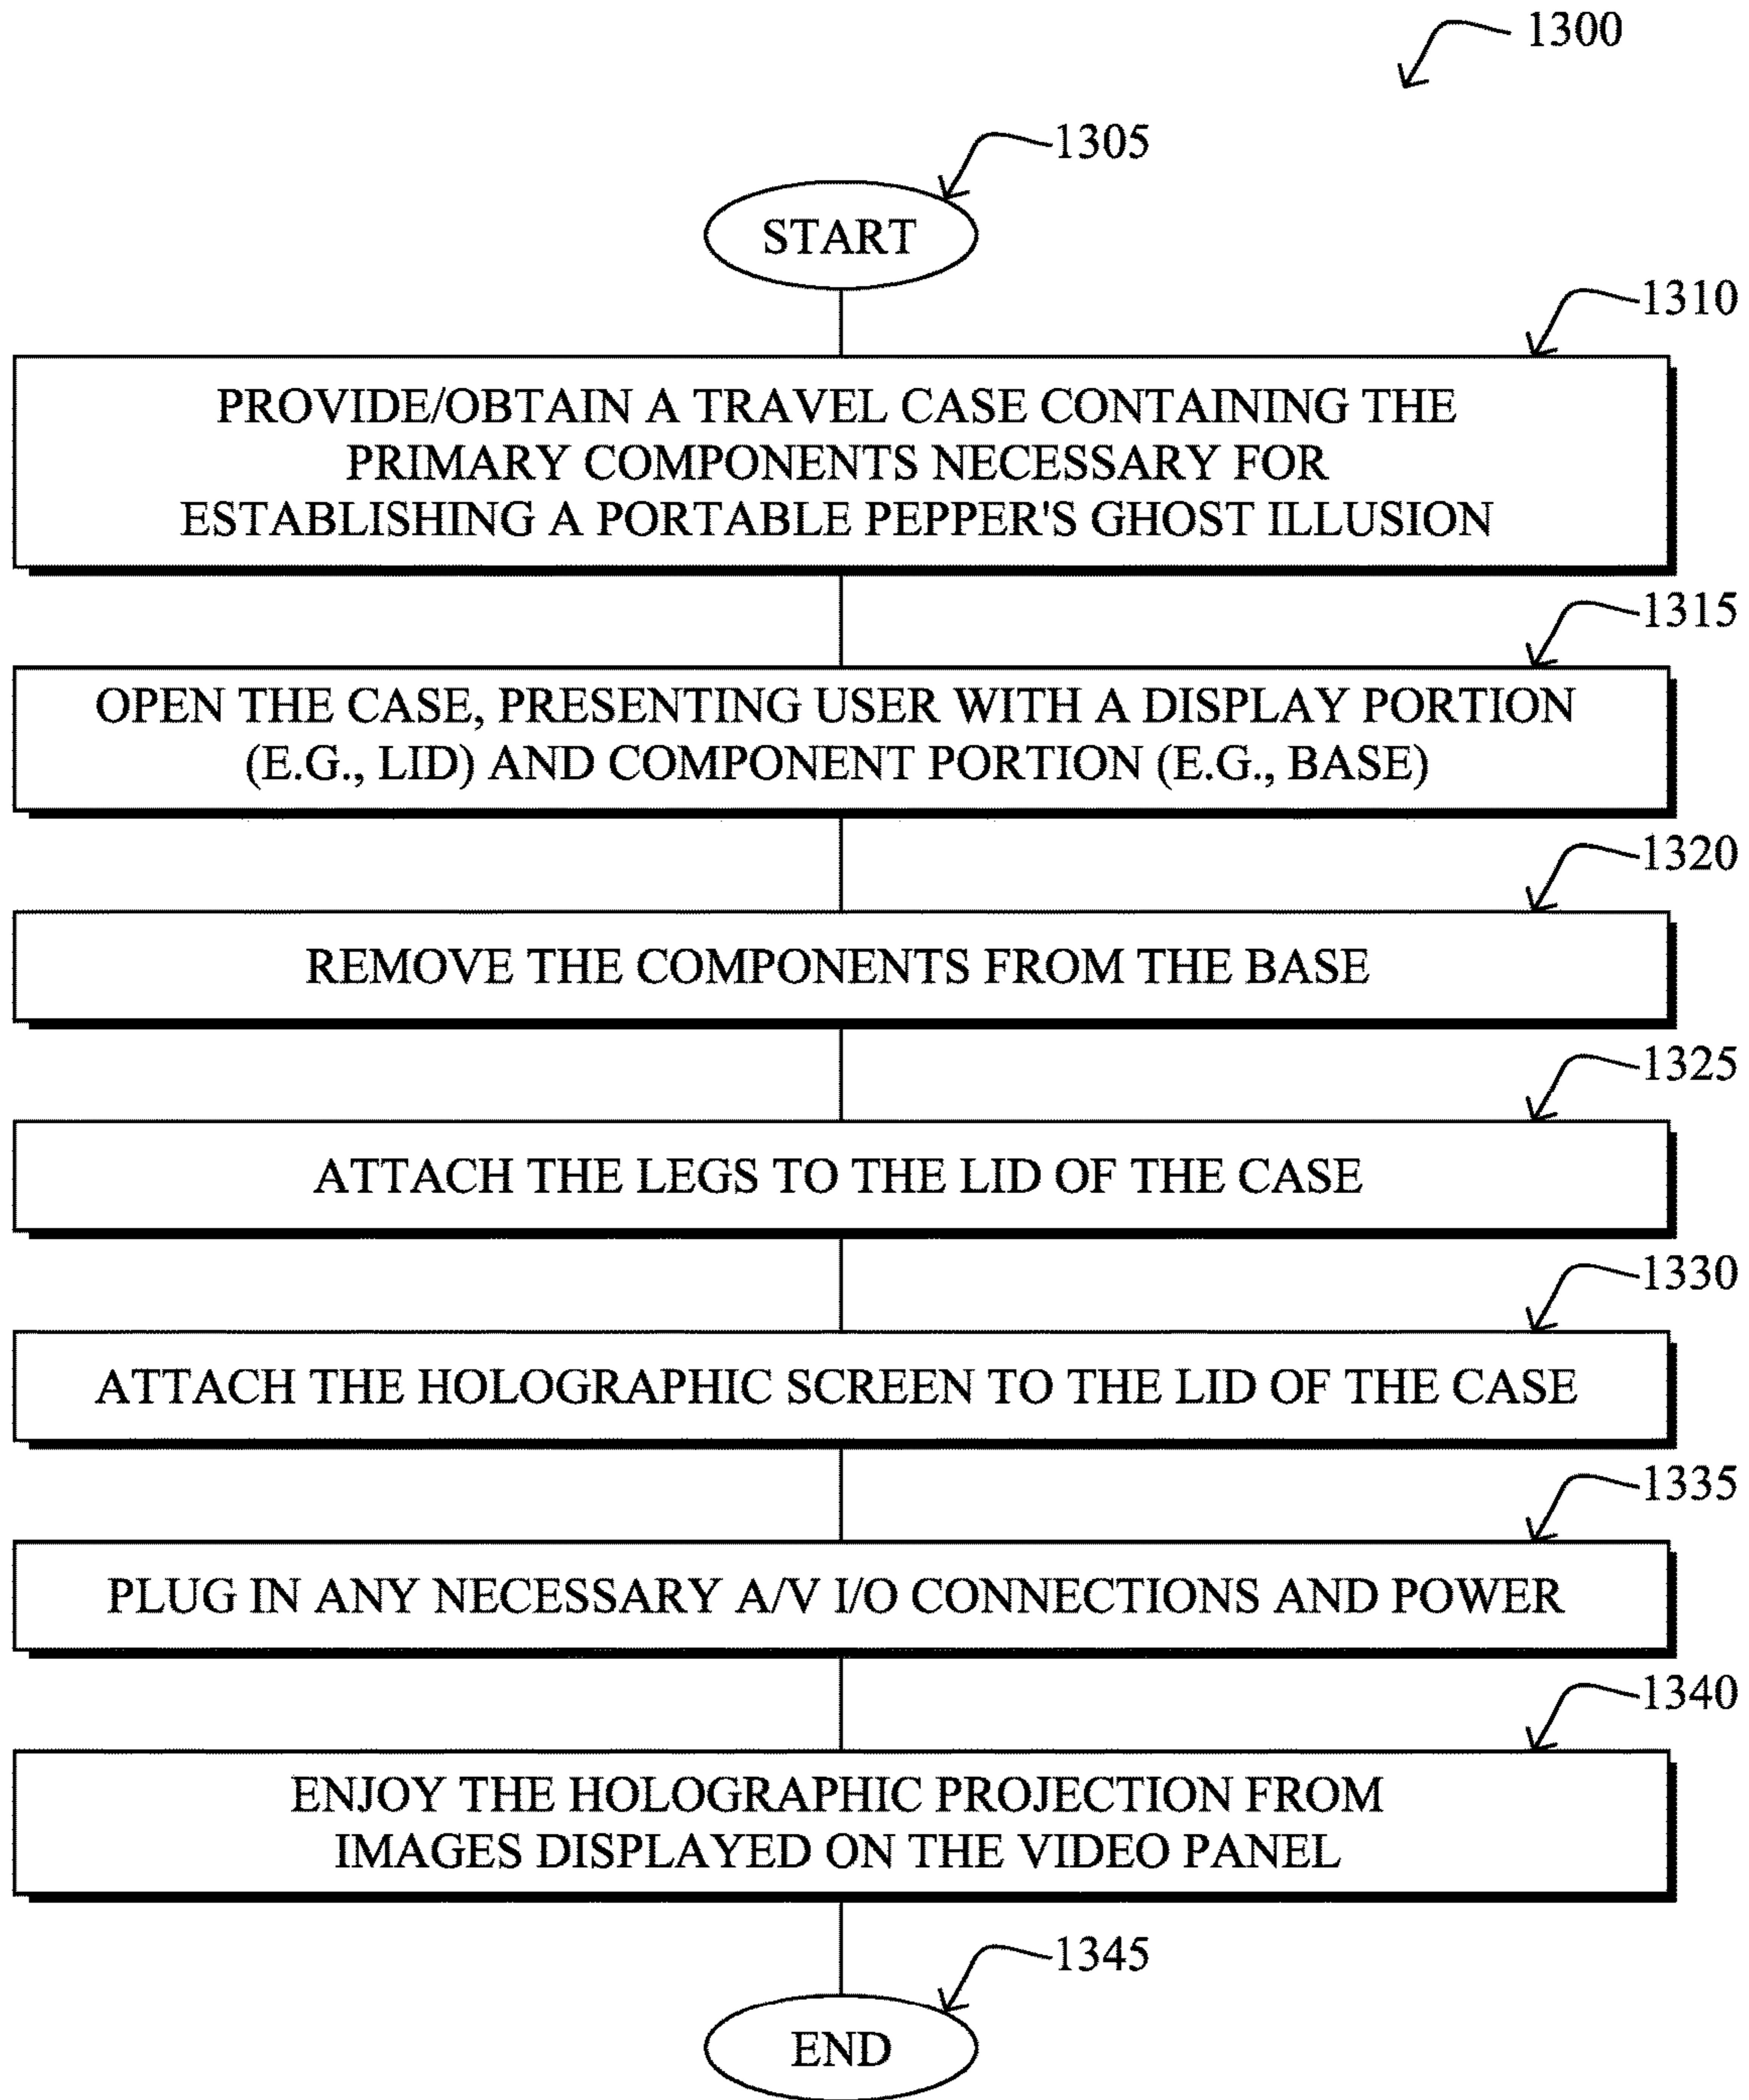 1300
1305
START
1310
PROVIDE/OBTAIN A TRAVEL CASE CONTAINING THE
PRIMARY COMPONENTS NECESSARY FOR
ESTABLISHING A PORTABLE PEPPER'S GHOST ILLUSION
1315
OPEN THE CASE, PRESENTING USER WITH A DISPLAY PORTION
(E.G., LID) AND COMPONENT PORTION (E.G., BASE)
1320
REMOVE THE COMPONENTS FROM THE BASE
1325
ATTACH THE LEGS TO THE LID OF THE CASE
1330
ATTACH THE HOLOGRAPHIC SCREEN TO THE LID OF THE CASE
1335
PLUG IN ANY NECESSARY A/V I/O CONNECTIONS AND POWER
1340
ENJOY THE HOLOGRAPHIC PROJECTION FROM
IMAGES DISPLAYED ON THE VIDEO PANEL
1345
END